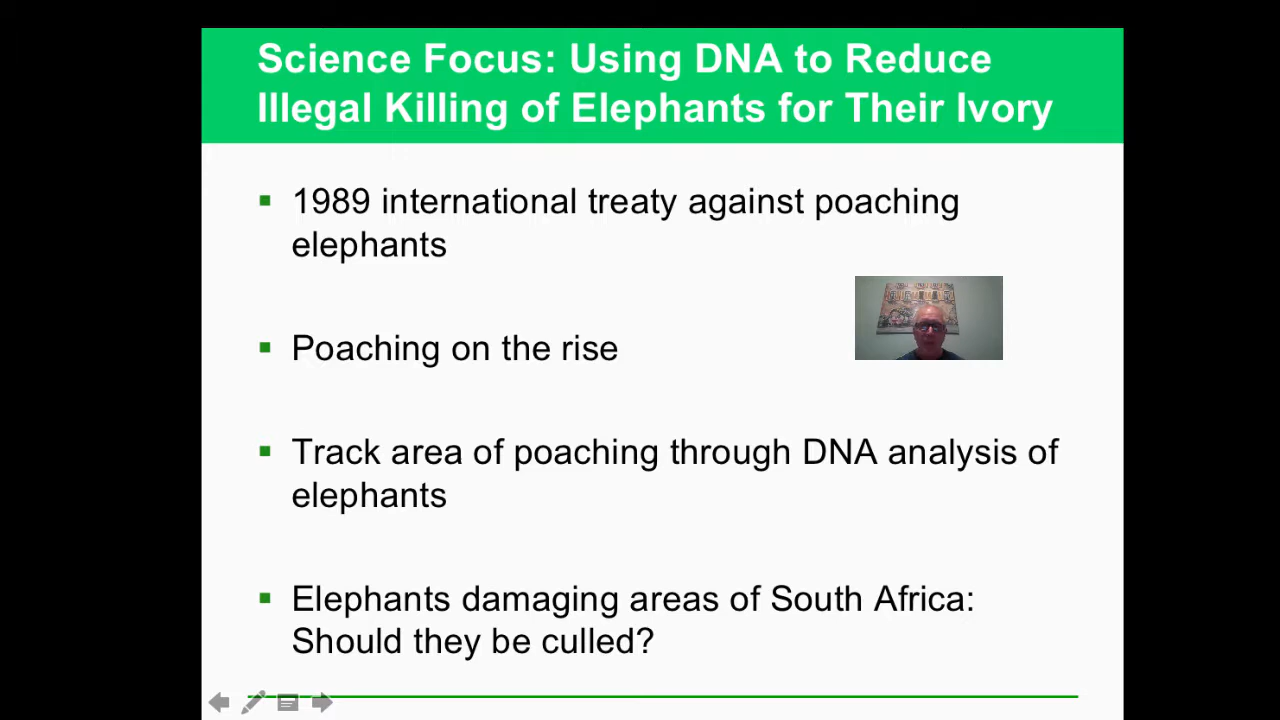 Science Focus: Using DNA to Reduce
Illegal Killing of Elephants for Their Ivory
▪ 1989 international treaty against poaching
elephants
▪ Poaching on the rise
▪ Track area of poaching through DNA analysis of
elephants
▪ Elephants damaging areas of South Africa:
Should they be culled?